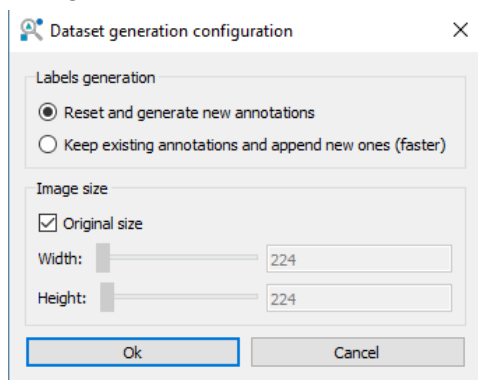 Dataset generation configuration
Labels generation
Reset and generate new annotations
Keep existing annotations and append new ones (faster)
Image size
Original size
Width: 224
Height: 224
Ok Cancel